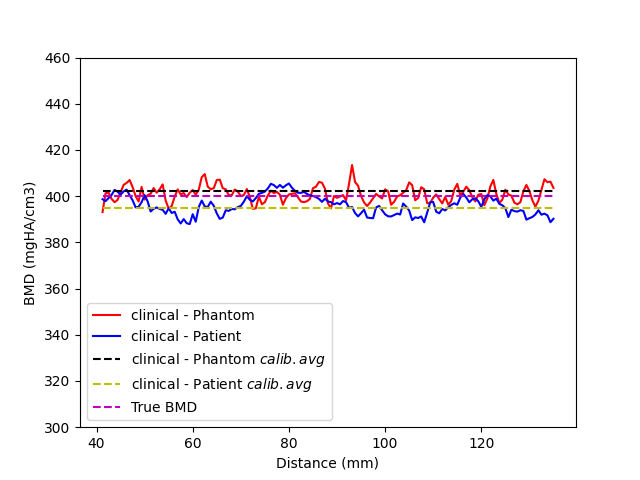 460
440
420
400
380
360
340
320
300
BMD (mgHA/cm3)
clinical - Phantom
clinical - Patient
clinical - Phantom calib.avg
clinical - Patient calib.avg
True BMD
40 60 80 100 120
Distance (mm)